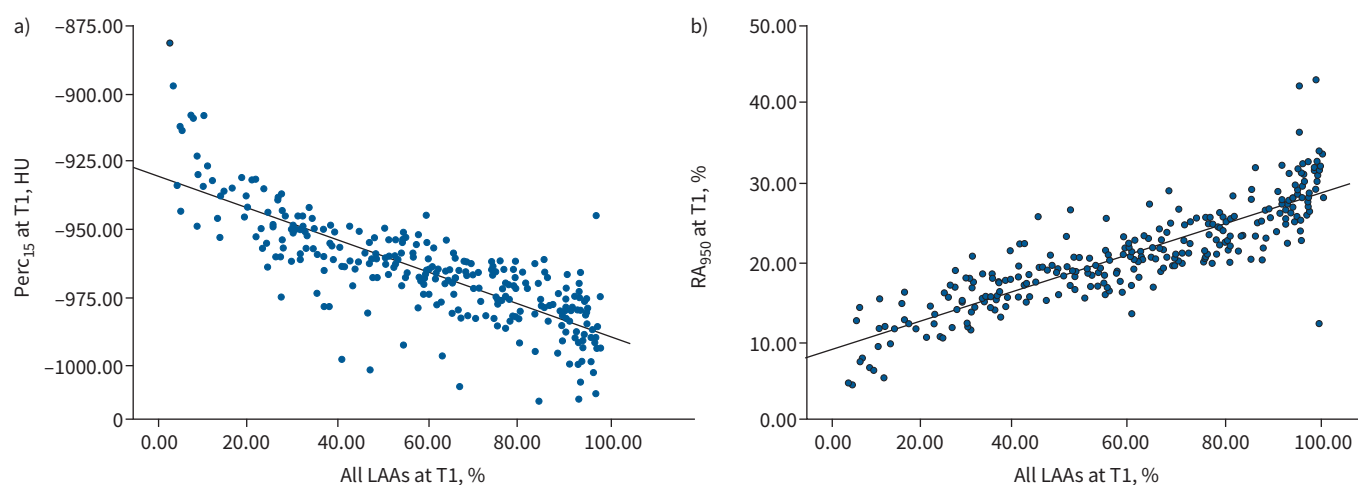 a)
–875.00
–900.00
–925.00
–950.00
–975.00
–1000.00
0
Perc15 at T1, HU
0.00 20.00 40.00 60.00 80.00 100.00
All LAAs at T1, %
b)
50.00
40.00
30.00
20.00
10.00
0.00
RA950 at T1, %
0.00 20.00 40.00 60.00 80.00 100.00
All LAAs at T1, %